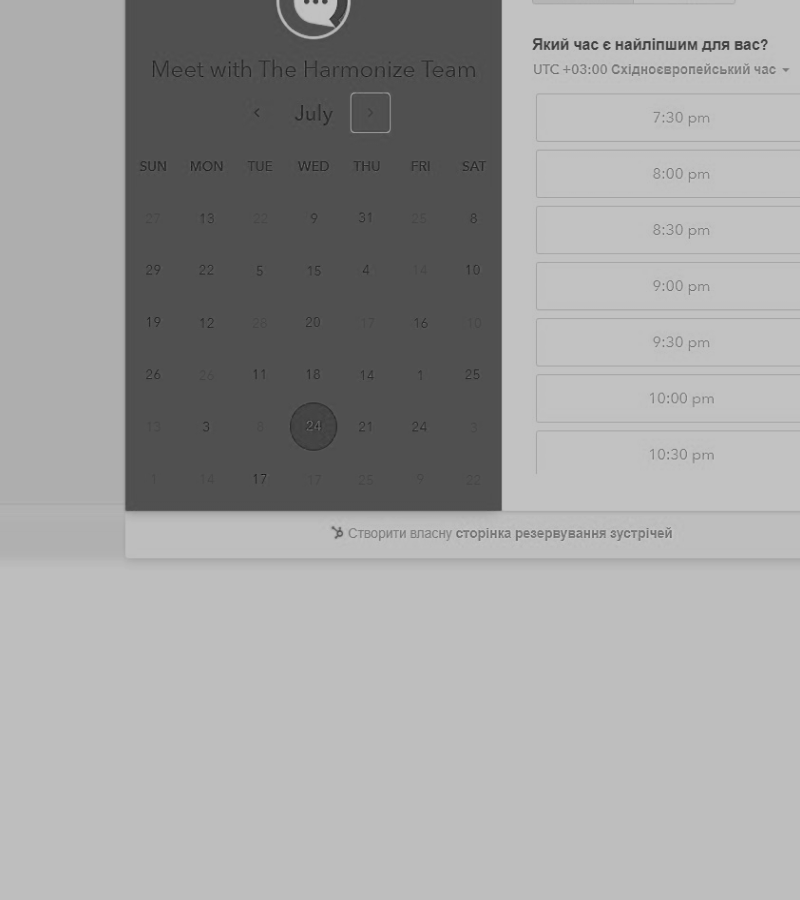 Meet with The Harmonize Team
July
SUN MON TUE WED THU FRI SAT
27 13 22 9 31 25 8
29 22 5 15 4 14 10
19 12 28 20 17 16 10
26 26 11 18 14 1 25
13 3 8 24 21 24 3
1 14 17 17 25 9 22
Який час є найліпшим для вас?
UTC +03:00 Східноєвропейський час
7:30 pm
8:00 pm
8:30 pm
9:00 pm
9:30 pm
10:00 pm
10:30 pm
Створити власну сторінка резервування зустрічей